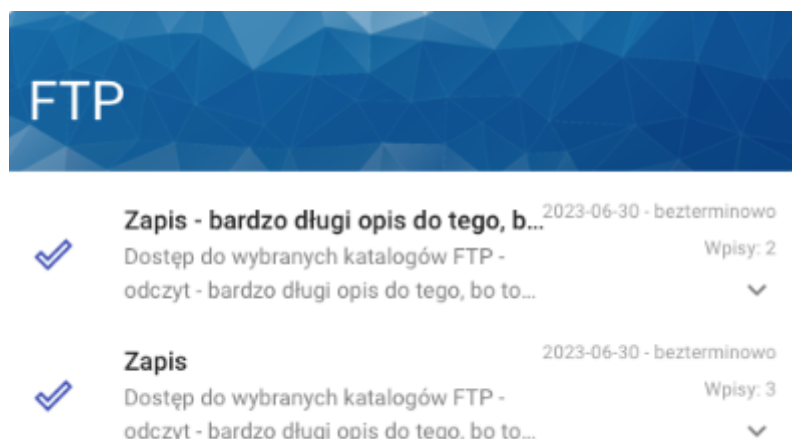 FTP
Zapis - bardzo długi opis do tego, b...
2023-06-30 - bezterminowo
Dostęp do wybranych katalogów FTP -
Wpisy: 2
odczyt - bardzo długi opis do tego, bo to...
Zapis
2023-06-30 - bezterminowo
Dostęp do wybranych katalogów FTP -
Wpisy: 3
odczyt - bardzo długi opis do tego, bo to...